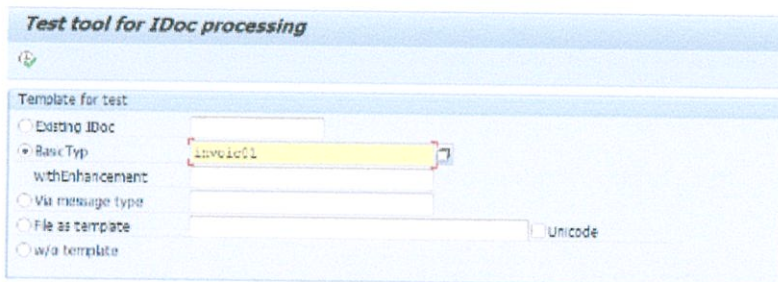 Test tool for IDoc processing
Template for test
Existing IDoc
Basic Typ invoic01
withEnhancement
Via message type
File as template Unicode
w/o template